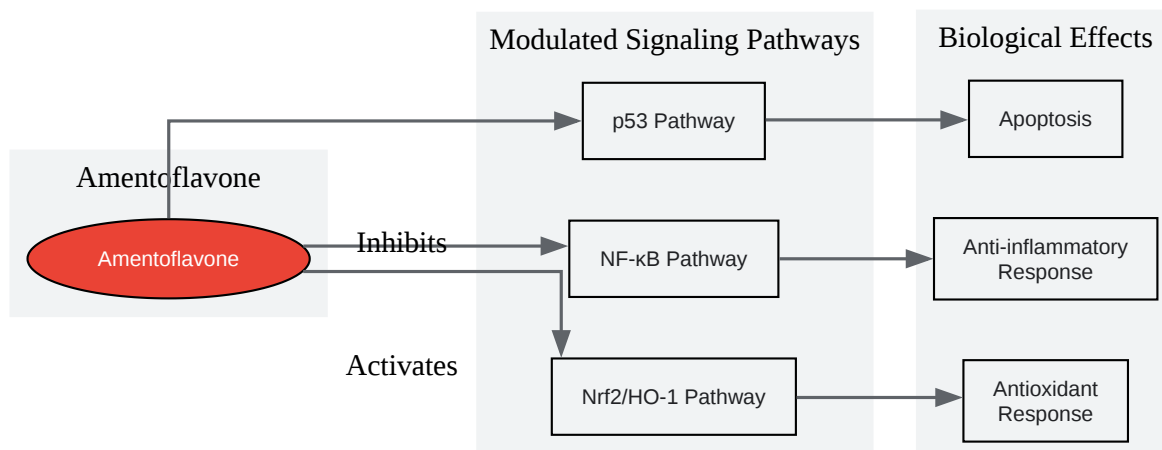 Modulated Signaling Pathways
Biological Effects
p53 Pathway
Apoptosis
Amentoflavone
Amentoflavone
Inhibits
NF-κB Pathway
Anti-inflammatory
Response
Activates
Nrf2/HO-1 Pathway
Antioxidant
Response